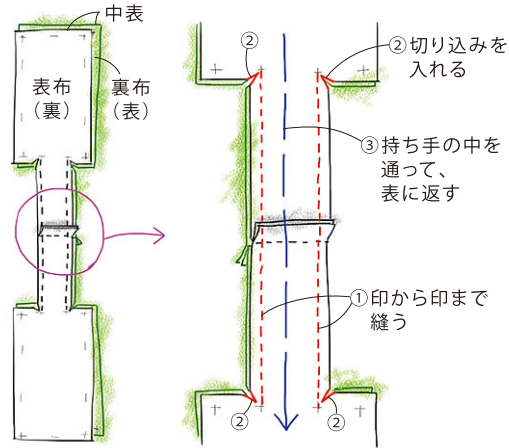 中表
表布
(裏)
裏布
(表)
②
②切り込みを
入れる
③持ち手の中を
通って、
表に返す
①印から印まで
縫う
②
②